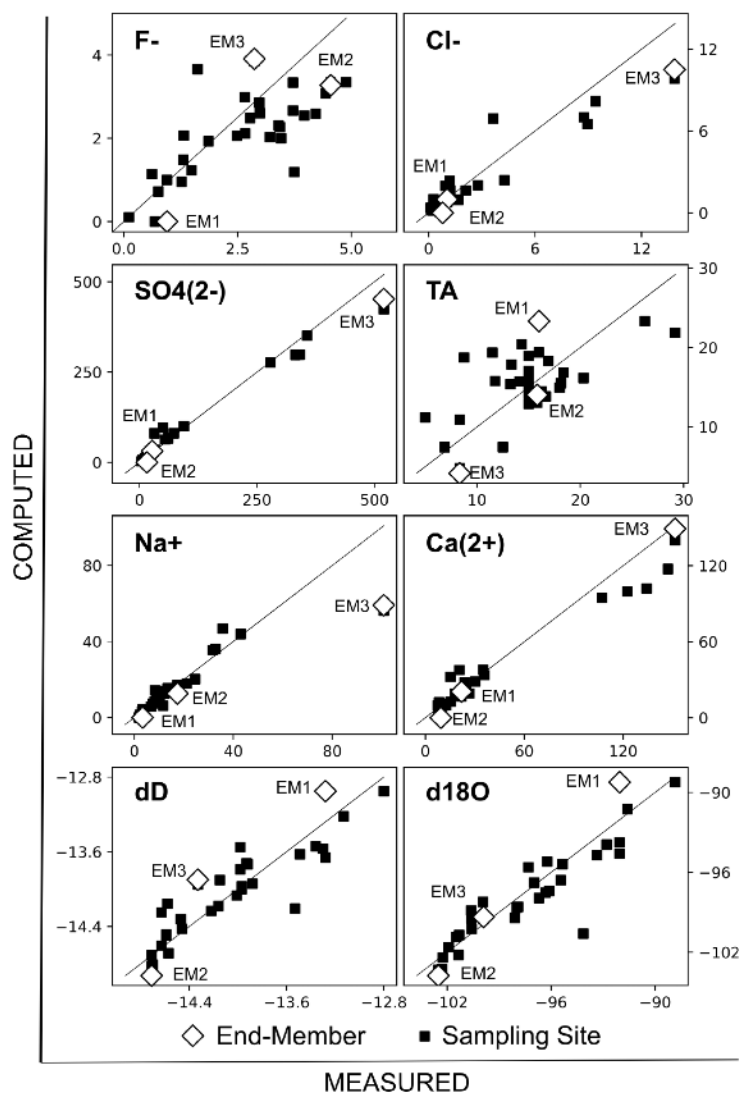 F-
EM3
EM2
EM1
4
2
0
0.0
2.5
5.0
Cl-
EM3
EM1
EM2
12
6
0
0
6
12
SO4(2-)
EM3
EM1
EM2
500
250
0
0
250
500
TA
EM1
EM2
EM3
30
20
10
10
20
30
Na+
EM3
EM2
EM1
80
40
0
0
40
80
Ca(2+)
EM3
EM1
EM2
120
60
0
0
60
120
dD
EM1
EM3
EM2
−12.8
−13.6
−14.4
−14.4
−13.6
−12.8
d18O
EM1
EM3
EM2
−90
−96
−102
−102
−96
−90
COMPUTED
End-Member
Sampling Site
MEASURED